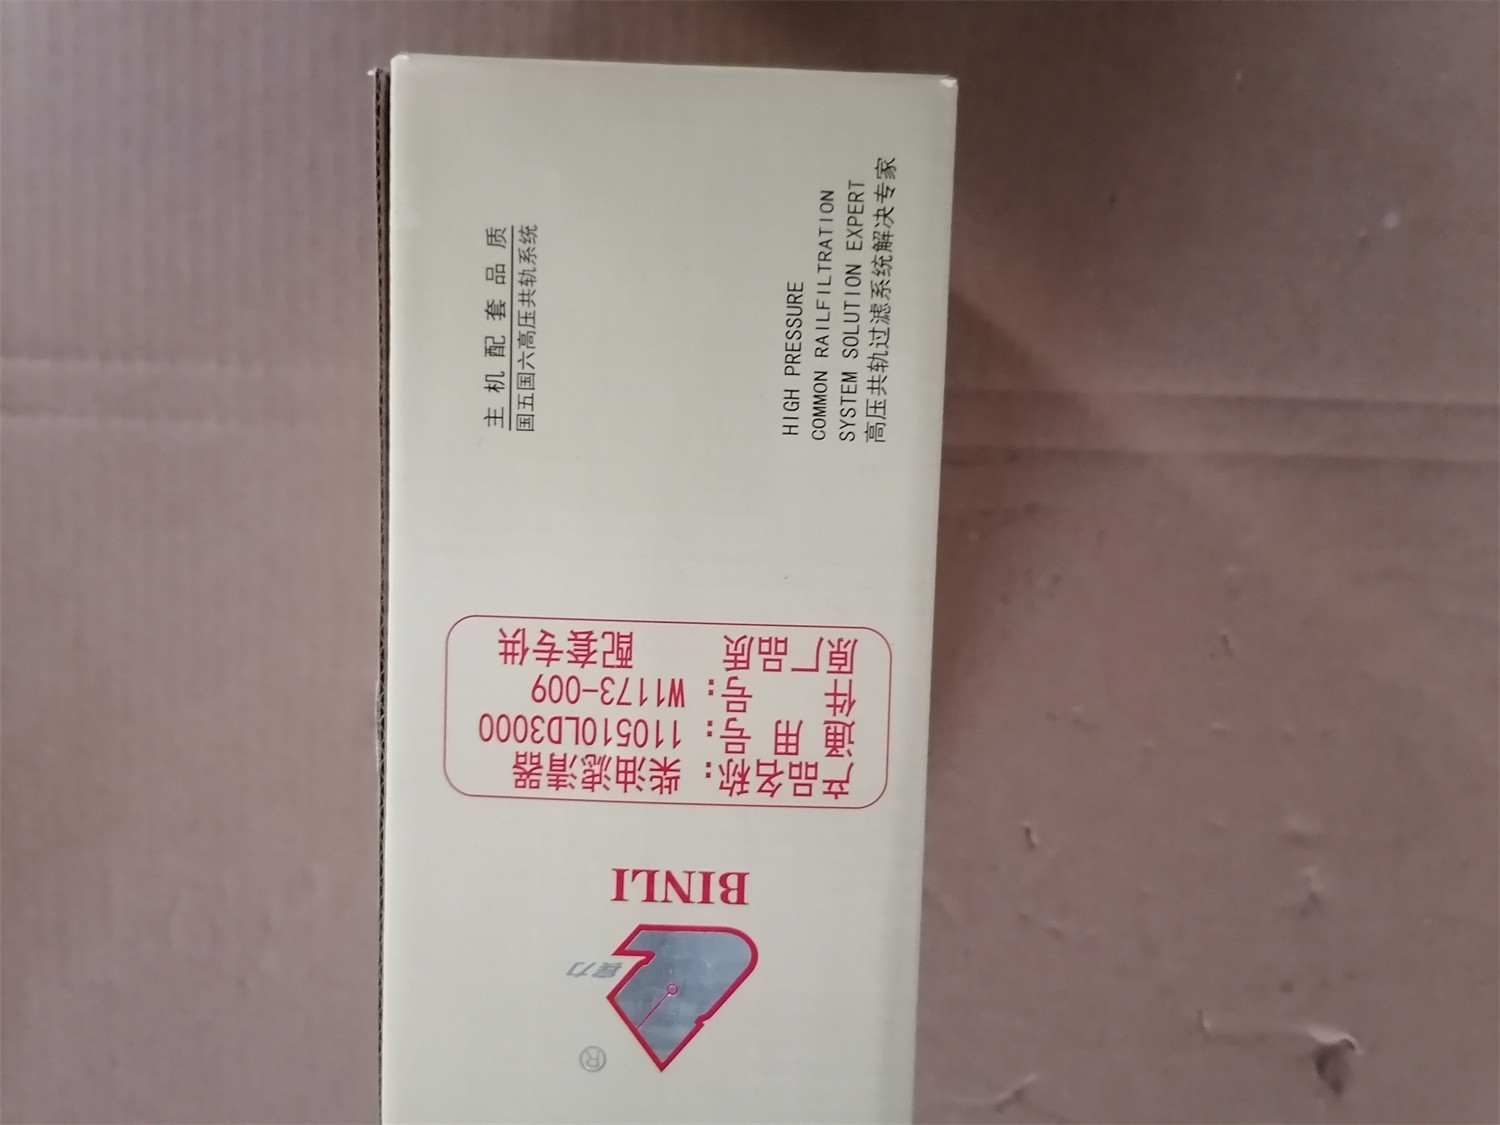 宾力
®
BINLI
产品名称：柴油滤清器
通用号：110510LD3000
件号：W1173-009
原厂品质 配套专供
主机配套品质
国五国六高压共轨系统
HIGH PRESSURE
COMMON RAILFILTRATION
SYSTEM SOLUTION EXPERT
高压共轨过滤系统解决专家